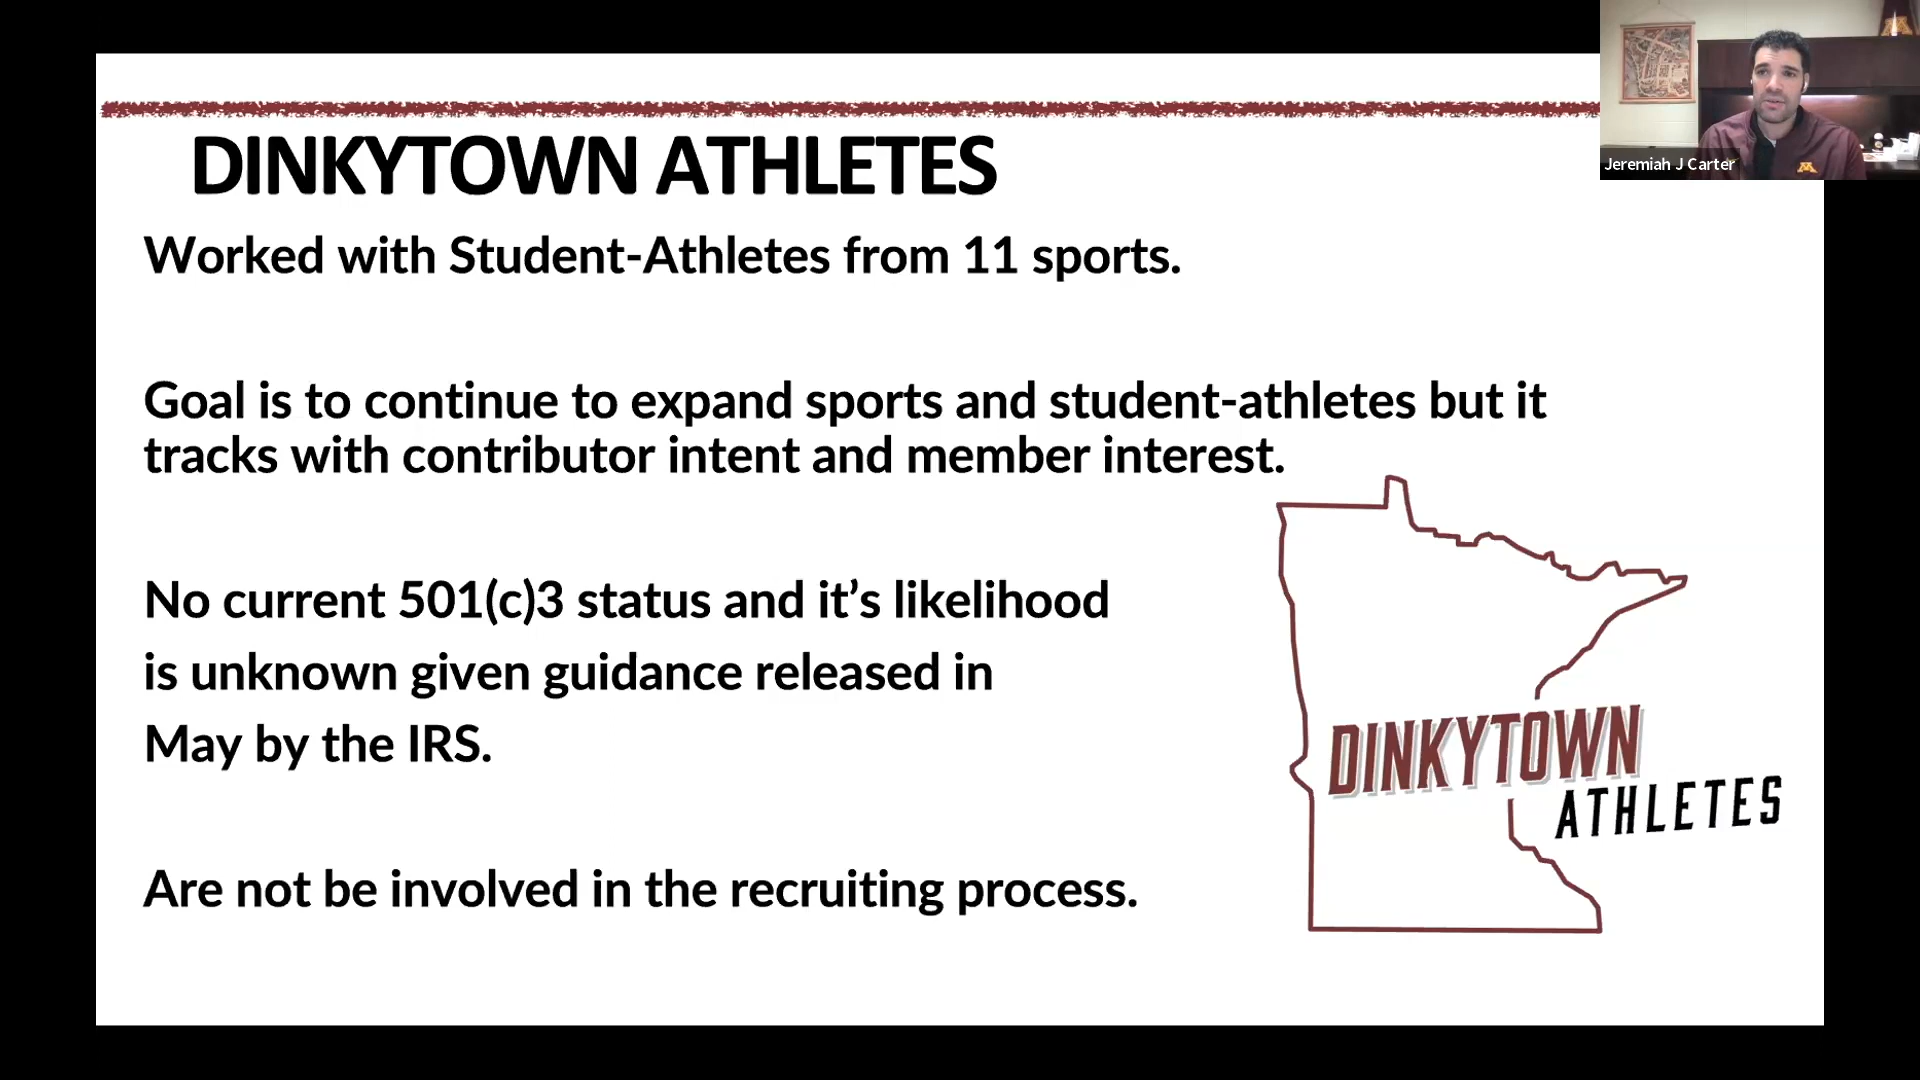 Jeremiah J Carter
DINKYTOWN ATHLETES
Worked with Student-Athletes from 11 sports.
Goal is to continue to expand sports and student-athletes but it
tracks with contributor intent and member interest.
No current 501(c)3 status and it’s likelihood
is unknown given guidance released in
May by the IRS.
Are not be involved in the recruiting process.
DINKYTOWN
ATHLETES